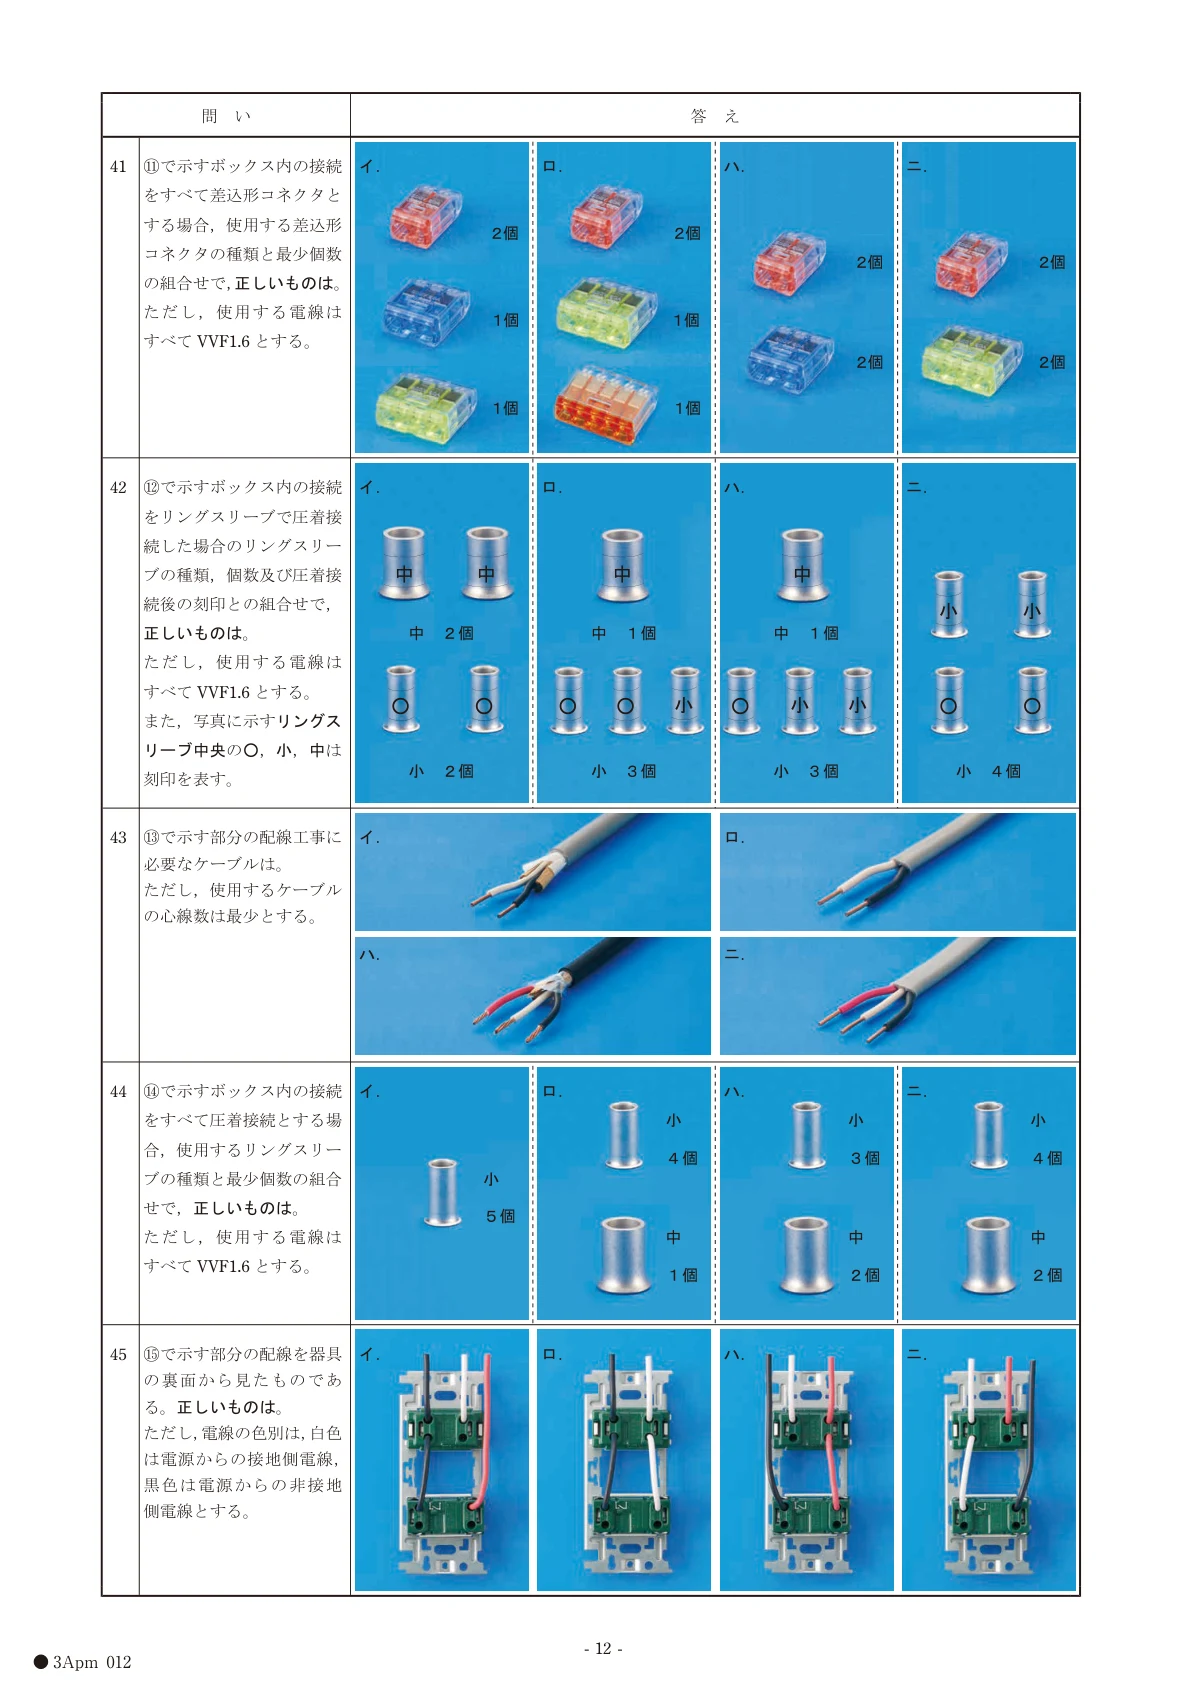 問　い
答　え
41
⑪で示すボックス内の接続
をすべて差込形コネクタと
する場合，使用する差込形
コネクタの種類と最少個数
の組合せで，正しいものは。
ただし，使用する電線は
すべて VVF1.6 とする。
イ．
2個
1個
1個
ロ．
2個
1個
1個
ハ．
2個
2個
ニ．
2個
2個
42
⑫で示すボックス内の接続
をリングスリーブで圧着接
続した場合のリングスリー
ブの種類，個数及び圧着接
続後の刻印との組合せで，
正しいものは。
ただし，使用する電線は
すべて VVF1.6 とする。
また，写真に示すリングス
リーブ中央の〇，小，中は
刻印を表す。
イ．
中 中
中　2個
〇 〇
小　2個
ロ．
中
中　1個
〇 〇 小
小　3個
ハ．
中
中　1個
〇 小 小
小　3個
ニ．
小 小
〇 〇
小　4個
43
⑬で示す部分の配線工事に
必要なケーブルは。
ただし，使用するケーブル
の心線数は最少とする。
イ．
ロ．
ハ．
ニ．
44
⑭で示すボックス内の接続
をすべて圧着接続とする場
合，使用するリングスリー
ブの種類と最少個数の組合
せで，正しいものは。
ただし，使用する電線は
すべて VVF1.6 とする。
イ．
小
5個
ロ．
小
4個
中
1個
ハ．
小
3個
中
2個
ニ．
小
4個
中
2個
45
⑮で示す部分の配線を器具
の裏面から見たものであ
る。正しいものは。
ただし，電線の色別は，白色
は電源からの接地側電線，
黒色は電源からの非接地
側電線とする。
イ．
ロ．
ハ．
ニ．
- 12 -
●3Apm 012